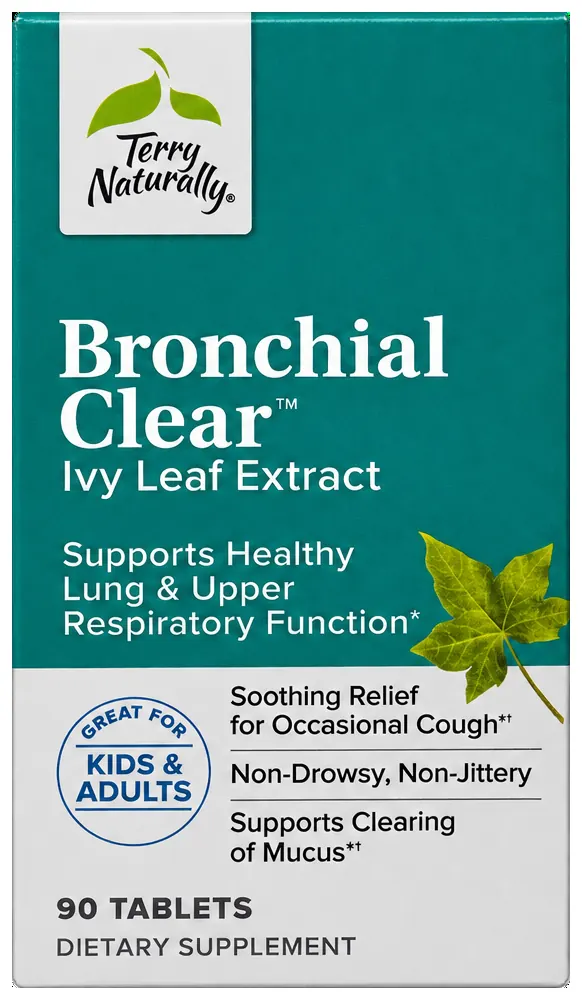 Terry
Naturally®
Bronchial
Clear™
Ivy Leaf Extract
Supports Healthy
Lung & Upper
Respiratory Function*
GREAT FOR
KIDS &
ADULTS
Soothing Relief
for Occasional Cough*†
Non-Drowsy, Non-Jittery
Supports Clearing
of Mucus*†
90 TABLETS
DIETARY SUPPLEMENT